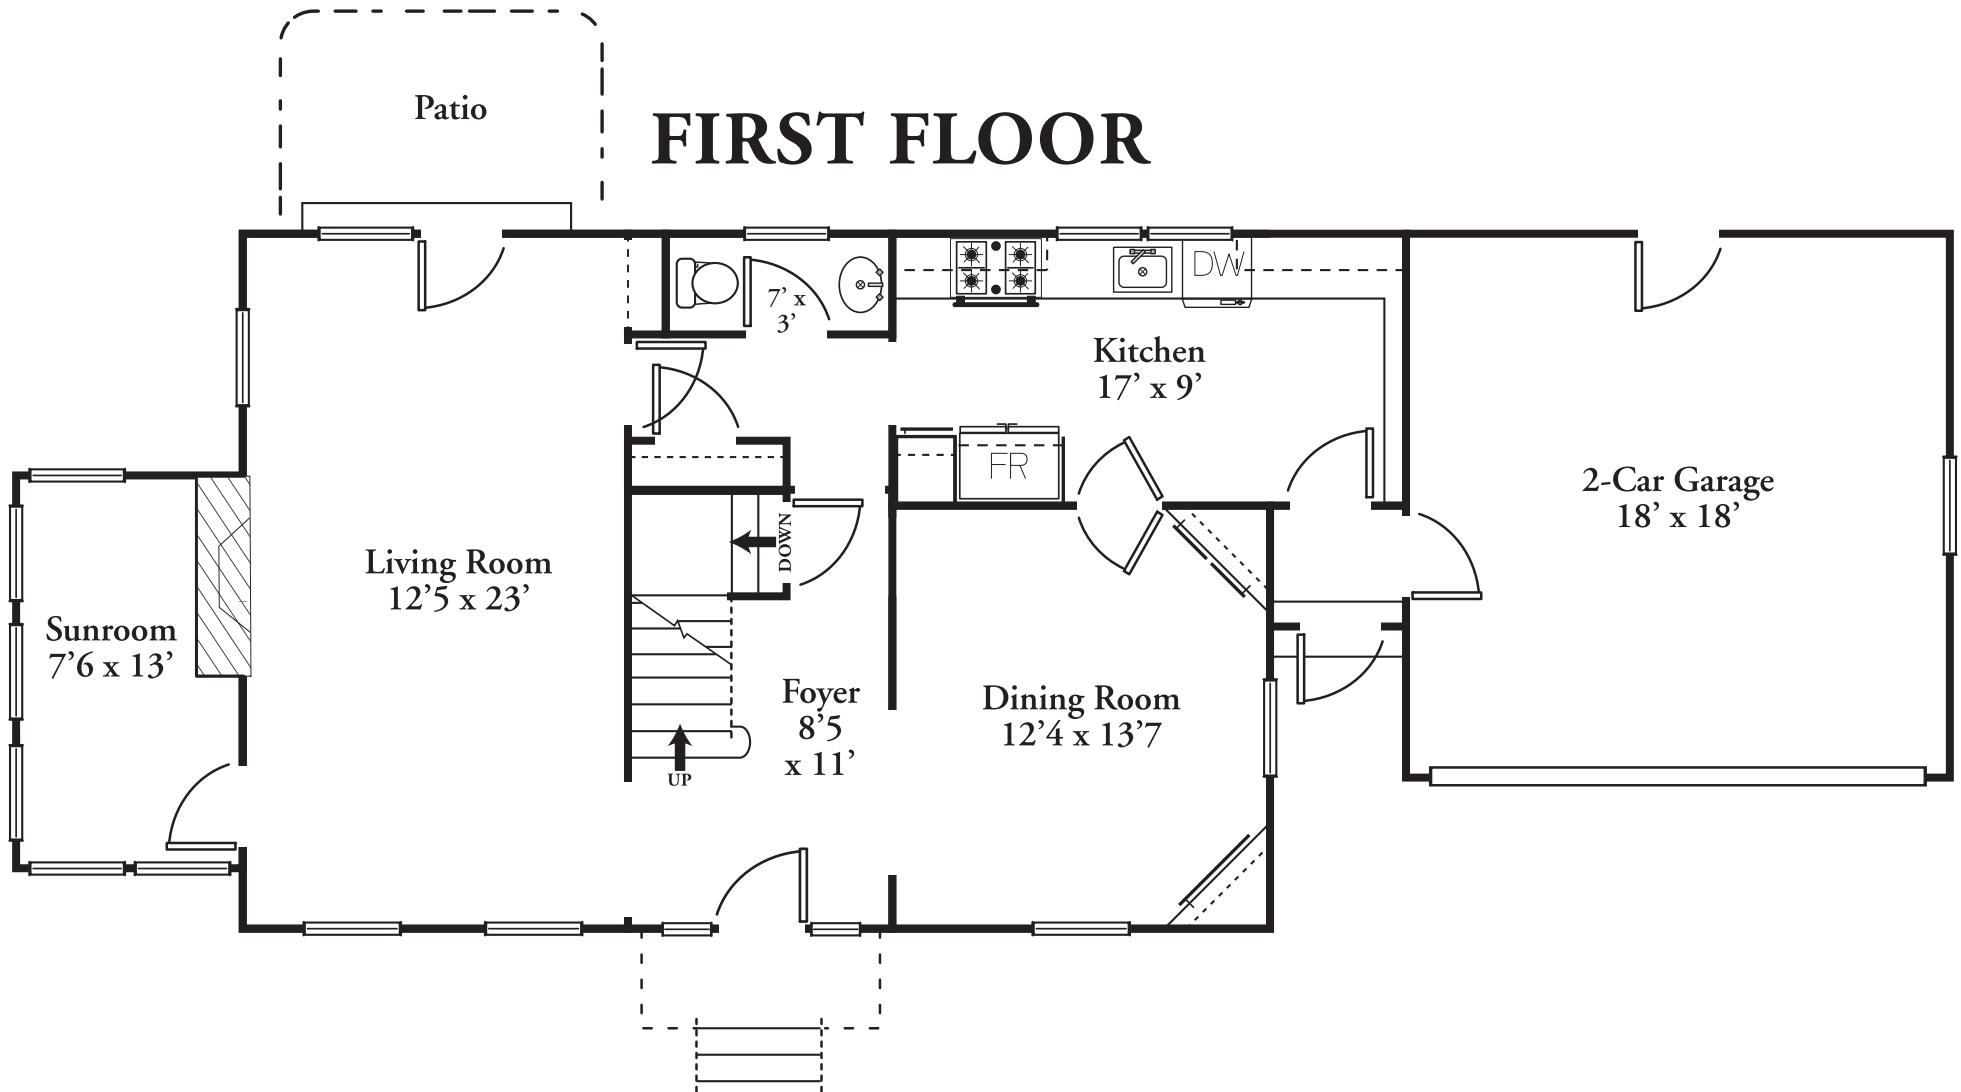 Patio
FIRST FLOOR
7’ x
3’
DW
Kitchen
17’ x 9’
FR
2-Car Garage
18’ x 18’
DOWN
Living Room
12’5 x 23’
Sunroom
7’6 x 13’
Foyer
8’5
x 11’
Dining Room
12’4 x 13’7
UP